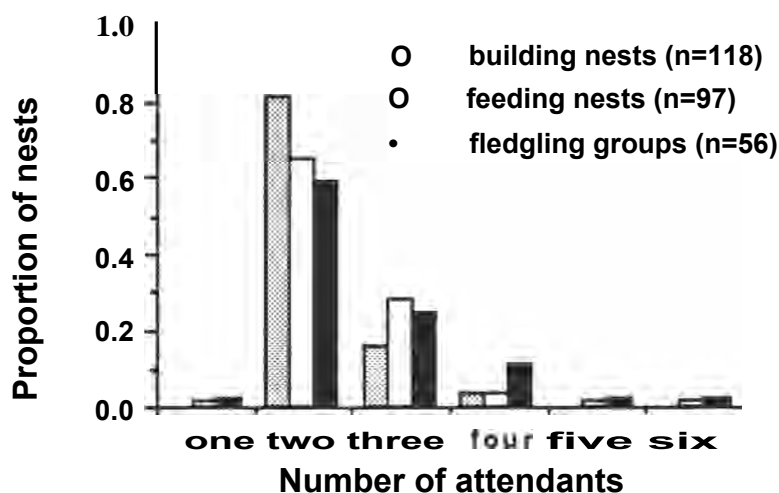 1.0
O building nests (n=118)
O feeding nests (n=97)
• fledgling groups (n=56)
0.8
0.6
0.4
0.2
0.0
Proportion of nests
one two three four five six
Number of attendants